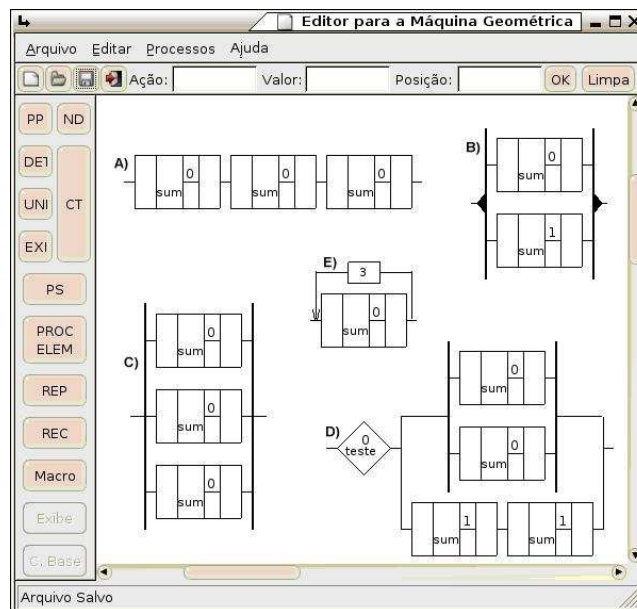 Editor para a Máquina Geométrica
Arquivo Editar Processos Ajuda
Ação: Valor: Posição: OK Limpa
PP ND
DET
UNI CT
EXI
PS
PROC
ELEM
REP
REC
Macro
Exibe
C. Base
A)
0 0 0
sum sum sum
B)
0
sum
1
sum
E)
3
0
sum
C)
0
sum
0
sum
0
sum
D)
0
teste
0
sum
0
sum
1 1
sum sum
Arquivo Salvo